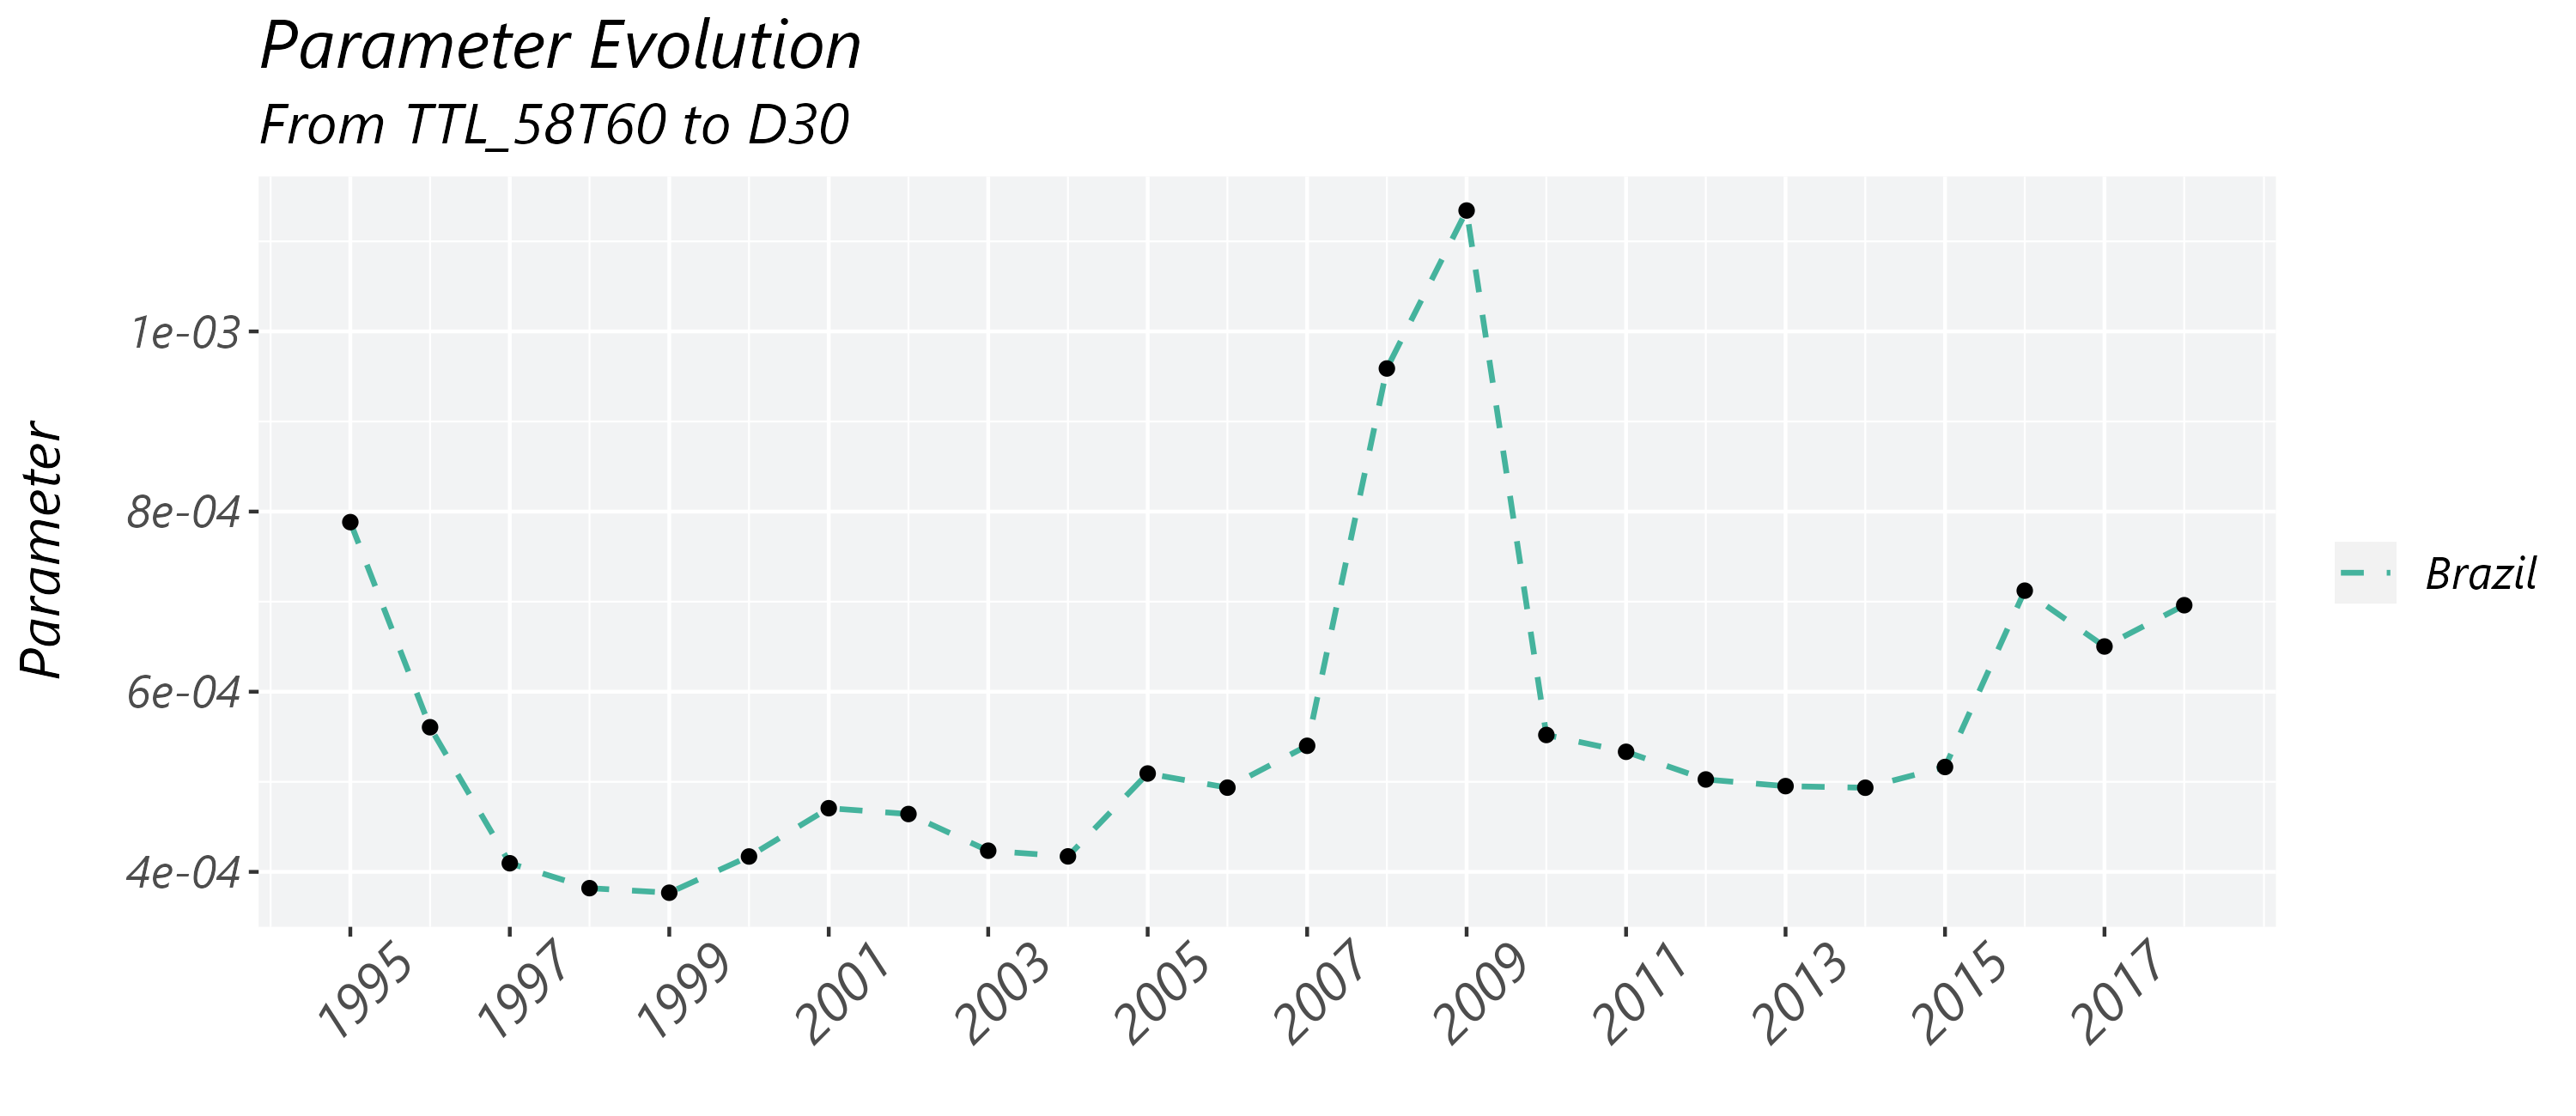 Parameter Evolution
From TTL_58T60 to D30
Parameter
1e-03
8e-04
6e-04
4e-04
1995
1997
1999
2001
2003
2005
2007
2009
2011
2013
2015
2017
Brazil